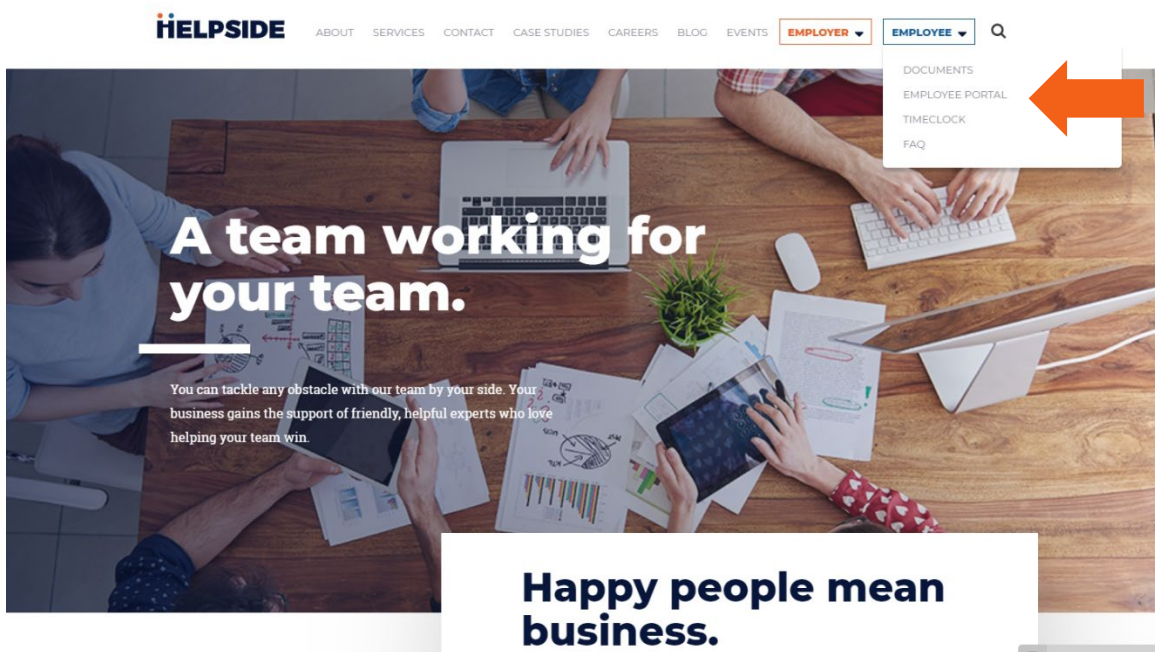 HELPSIDE
ABOUT SERVICES CONTACT CASE STUDIES CAREERS BLOG EVENTS EMPLOYER EMPLOYEE
DOCUMENTS
EMPLOYEE PORTAL
TIMECLOCK
FAQ
A team working for
your team.
You can tackle any obstacle with our team by your side. Your
business gains the support of friendly, helpful experts who love
helping your team win.
Happy people mean
business.